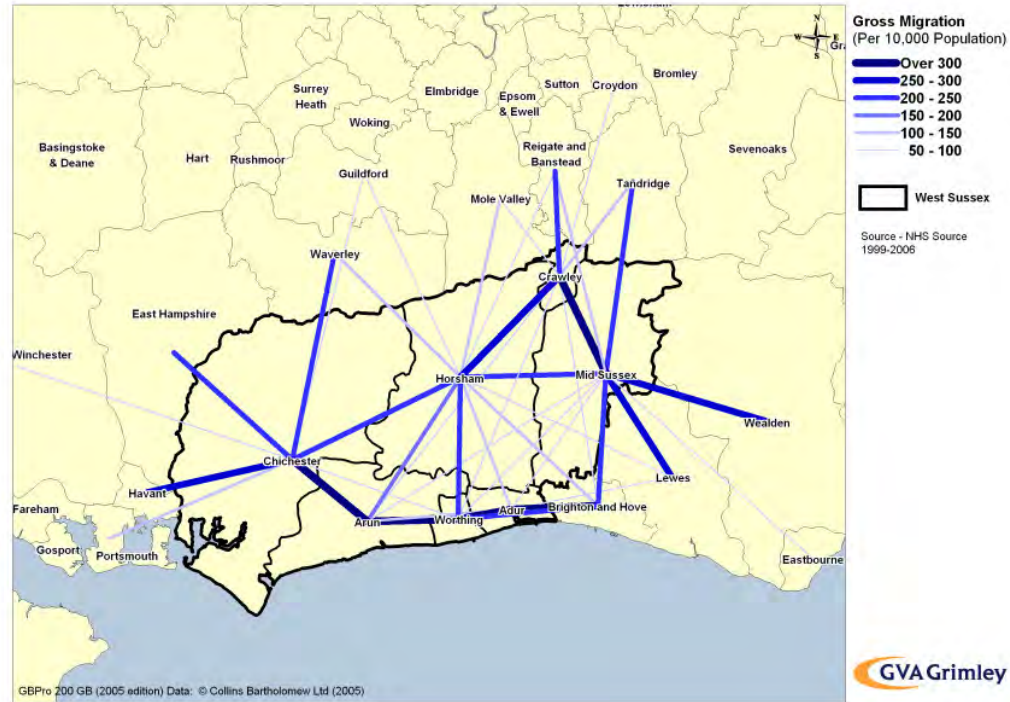 Bromley
Sutton
Croydon
Surrey
Heath
Elmbridge
Epsom
& Ewell
Woking
Basingstoke
& Deane
Hart
Rushmoor
Reigate and
Banstead
Sevenoaks
Guildford
Tandridge
Mole Valley
Waverley
Crawley
East Hampshire
Winchester
Horsham
Mid Sussex
Wealden
Chichester
Lewes
Havant
Fareham
Arun
Worthing
Adur
Brighton and Hove
Gosport
Portsmouth
Eastbourne
GBPro 200 GB (2005 edition) Data: © Collins Bartholomew Ltd (2005)
N
W
E
S
Gra
Gross Migration
(Per 10,000 Population)
Over 300
250 - 300
200 - 250
150 - 200
100 - 150
50 - 100
West Sussex
Source - NHS Source
1999-2006
GVA Grimley